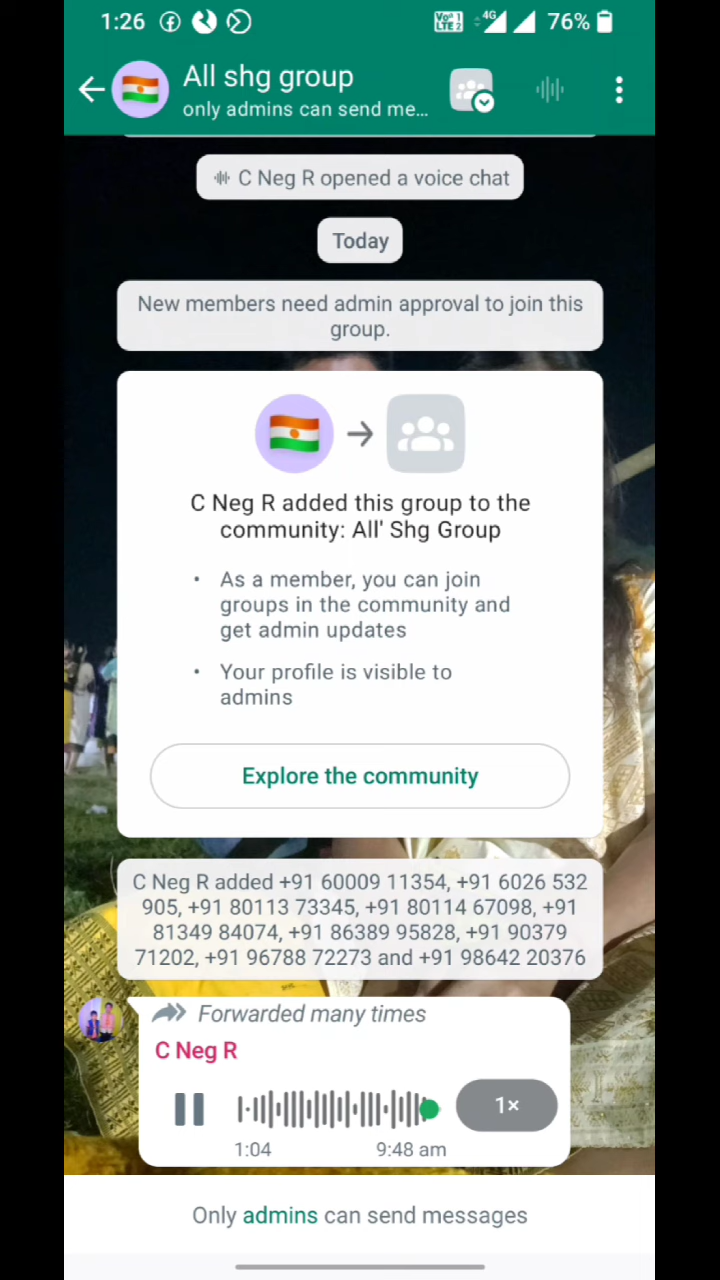 1:26
Vo 1
LTE 2
4G
76%
All shg group
only admins can send me...
C Neg R opened a voice chat
Today
New members need admin approval to join this
group.
C Neg R added this group to the
community: All' Shg Group
• As a member, you can join
groups in the community and
get admin updates
• Your profile is visible to
admins
Explore the community
C Neg R added +91 60009 11354, +91 6026 532
905, +91 80113 73345, +91 80114 67098, +91
81349 84074, +91 86389 95828, +91 90379
71202, +91 96788 72273 and +91 98642 20376
Forwarded many times
C Neg R
1×
1:04
9:48 am
Only admins can send messages